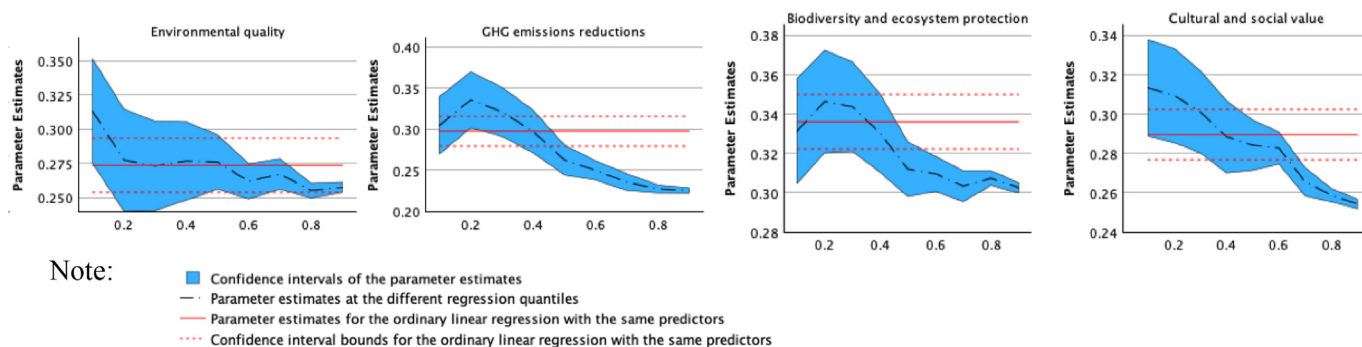 Environmental quality
Parameter Estimates
0.350
0.325
0.300
0.275
0.250
0.2 0.4 0.6 0.8
GHG emissions reductions
Parameter Estimates
0.40
0.35
0.30
0.25
0.20
0.2 0.4 0.6 0.8
Biodiversity and ecosystem protection
Parameter Estimates
0.38
0.36
0.34
0.32
0.30
0.28
0.2 0.4 0.6 0.8
Cultural and social value
Parameter Estimates
0.34
0.32
0.30
0.28
0.26
0.24
0.2 0.4 0.6 0.8
Note:
Confidence intervals of the parameter estimates
Parameter estimates at the different regression quantiles
Parameter estimates for the ordinary linear regression with the same predictors
Confidence interval bounds for the ordinary linear regression with the same predictors